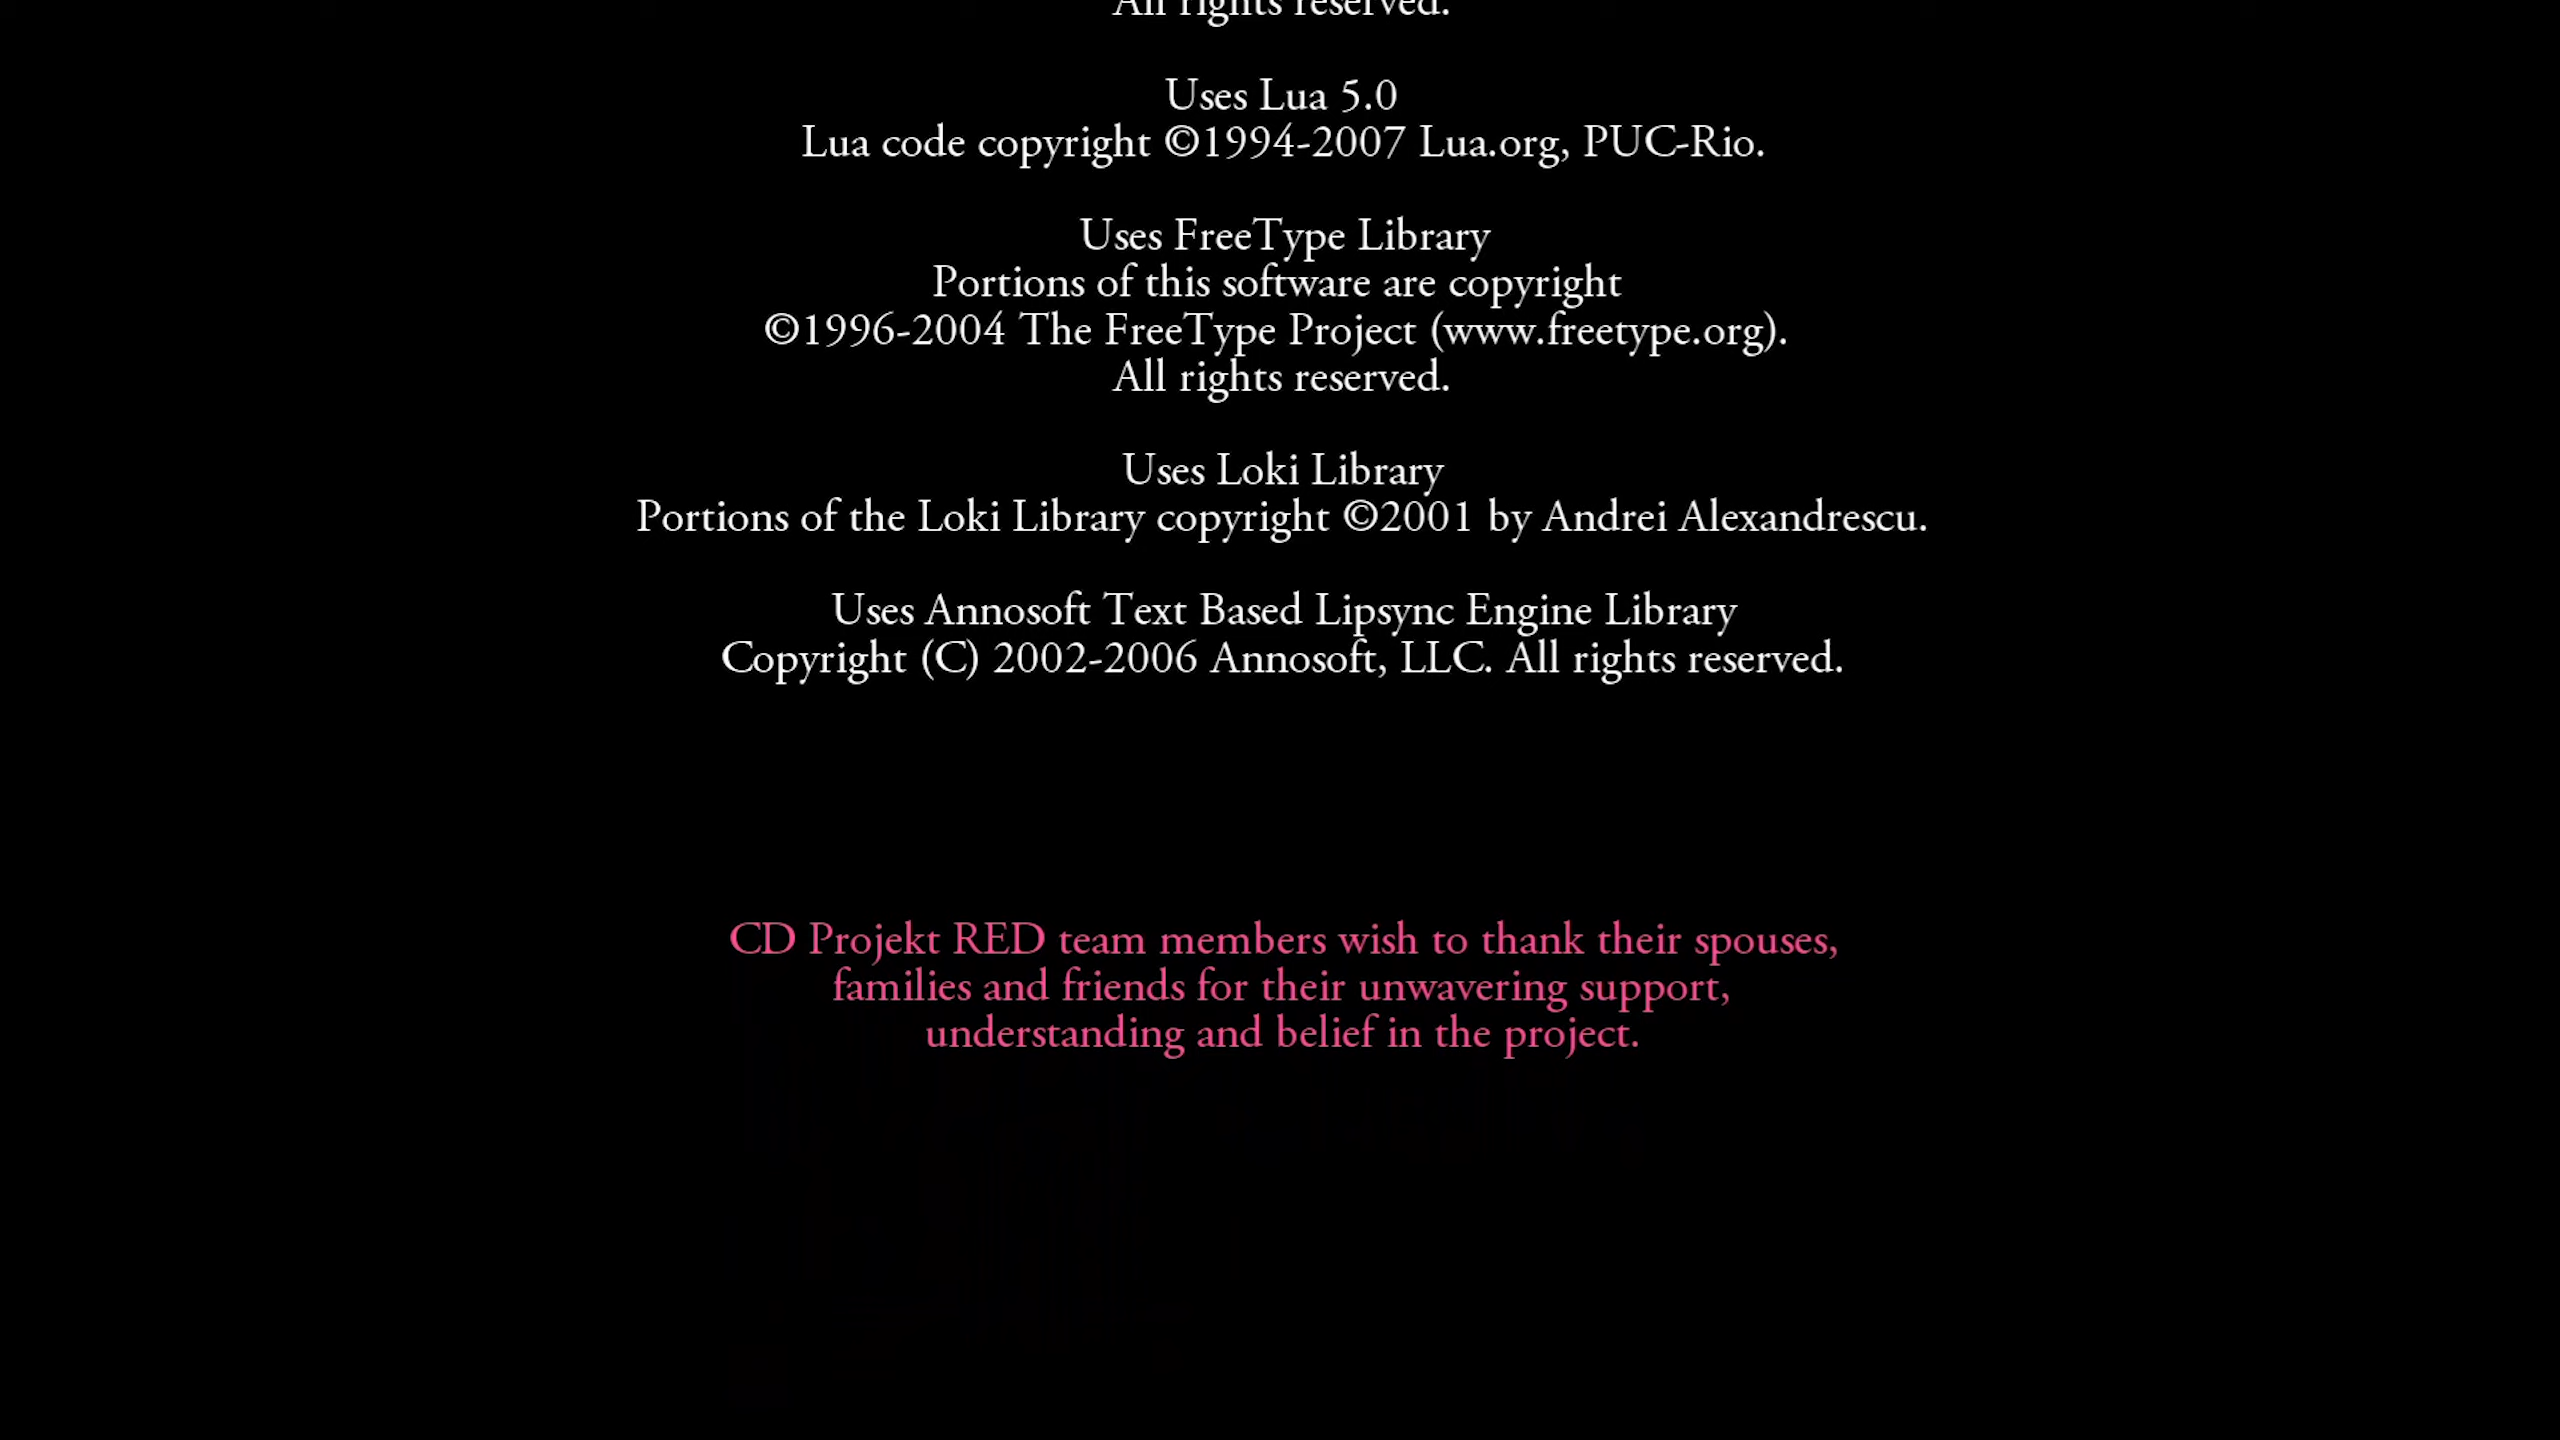 All rights reserved.
Uses Lua 5.0
Lua code copyright ©1994-2007 Lua.org, PUC-Rio.
Uses FreeType Library
Portions of this software are copyright
©1996-2004 The FreeType Project (www.freetype.org).
All rights reserved.
Uses Loki Library
Portions of the Loki Library copyright ©2001 by Andrei Alexandrescu.
Uses Annosoft Text Based Lipsync Engine Library
Copyright (C) 2002-2006 Annosoft, LLC. All rights reserved.
CD Projekt RED team members wish to thank their spouses,
families and friends for their unwavering support,
understanding and belief in the project.